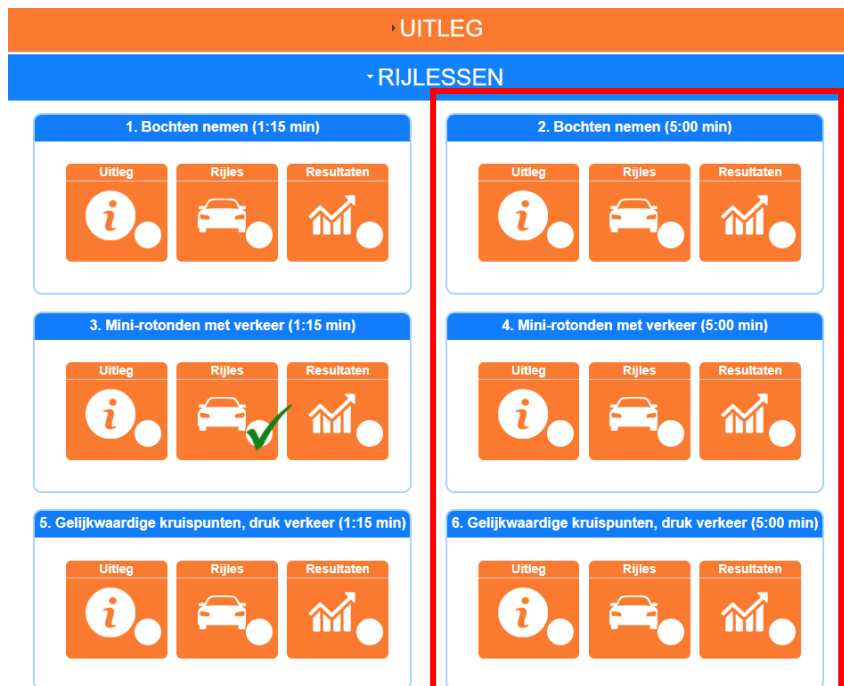 UITLEG
RIJLESSEN
1. Bochten nemen (1:15 min)
Uitleg
Rijles
Resultaten
2. Bochten nemen (5:00 min)
Uitleg
Rijles
Resultaten
3. Mini-rotonden met verkeer (1:15 min)
Uitleg
Rijles
Resultaten
4. Mini-rotonden met verkeer (5:00 min)
Uitleg
Rijles
Resultaten
5. Gelijkwaardige kruispunten, druk verkeer (1:15 min)
Uitleg
Rijles
Resultaten
6. Gelijkwaardige kruispunten, druk verkeer (5:00 min)
Uitleg
Rijles
Resultaten